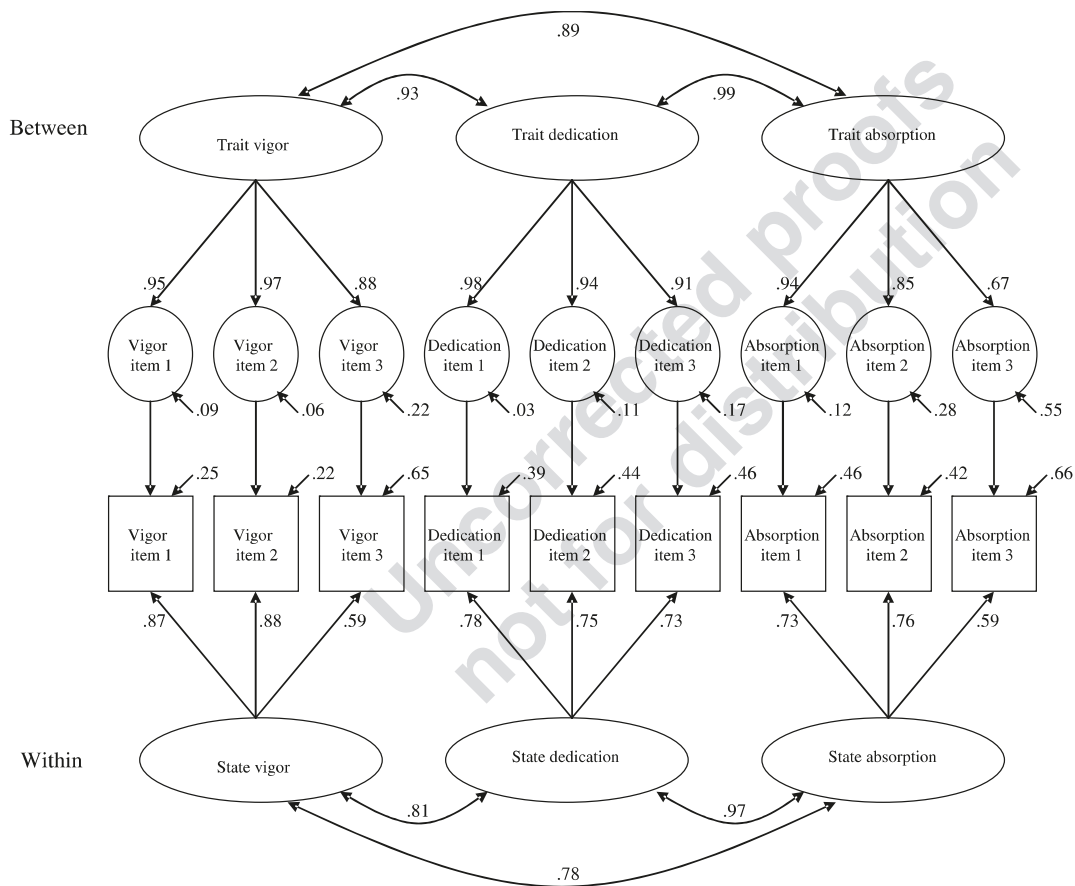 .89
.93
.99
Between
Trait vigor
Trait dedication
Trait absorption
.95
.97
.88
.98
.94
.91
.94
.85
.67
Vigor
item 1
Vigor
item 2
Vigor
item 3
Dedication
item 1
Dedication
item 2
Dedication
item 3
Absorption
item 1
Absorption
item 2
Absorption
item 3
.09
.06
.22
.03
.11
.17
.12
.28
.55
.25
.22
.65
.39
.44
.46
.46
.42
.66
Vigor
item 1
Vigor
item 2
Vigor
item 3
Dedication
item 1
Dedication
item 2
Dedication
item 3
Absorption
item 1
Absorption
item 2
Absorption
item 3
.87
.88
.59
.78
.75
.73
.73
.76
.59
Within
State vigor
State dedication
State absorption
.81
.97
.78
Uncorrected proofs
not for distribution